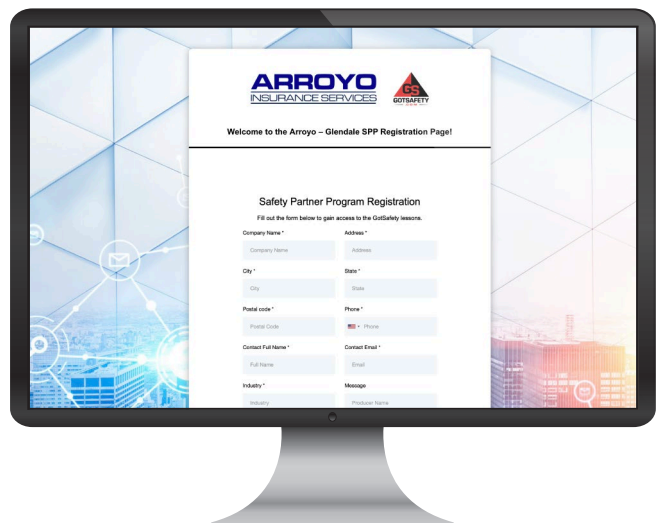 ARROYO
INSURANCE SERVICES
GS
GOTSAFETY
.COM
Welcome to the Arroyo – Glendale SPP Registration Page!
Safety Partner Program Registration
Fill out the form below to gain access to the GotSafety lessons.
Company Name * Address *
Company Name Address
City * State *
City State
Postal code * Phone *
Postal Code Phone
Contact Full Name * Contact Email *
Full Name Email
Industry * Message
Industry Producer Name